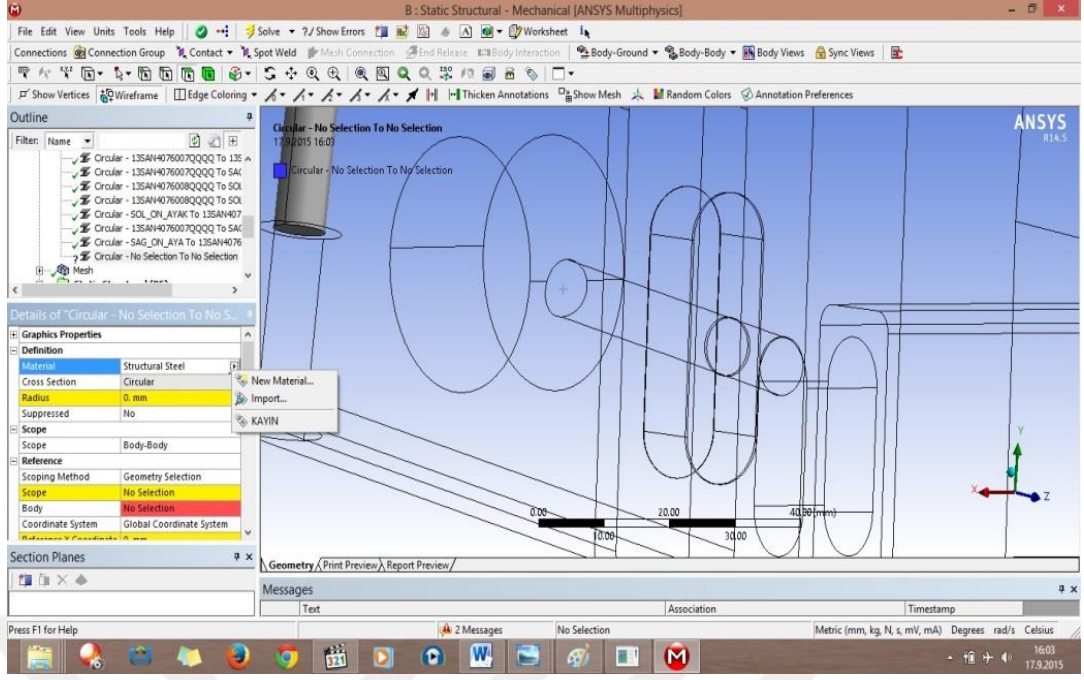 B : Static Structural - Mechanical [ANSYS Multiphysics]
File Edit View Units Tools Help Solve ?/ Show Errors Worksheet
Connections Connection Group Contact Spot Weld Mesh Connection End Release Body Interaction Body-Ground Body-Body Body Views Sync Views
Show Vertices Wireframe Edge Coloring Thicken Annotations Show Mesh Random Colors Annotation Preferences
Outline
Filter: Name
Circular - 13SAN4076007QQQQ To 13S
Circular - 13SAN4076007QQQQ To SAG
Circular - 13SAN4076008QQQQ To SOL
Circular - 13SAN4076008QQQQ To SOL
Circular - SOL_ON_AYAK To 13SAN407
Circular - 13SAN4076007QQQQ To SAG
Circular - SAG_ON_AYA To 13SAN4076
Circular - No Selection To No Selection
Mesh
Details of "Circular - No Selection To No S...
Graphics Properties
Definition
Material Structural Steel
Cross Section Circular
Radius 0. mm
Suppressed No
Scope
Scope Body-Body
Reference
Scoping Method Geometry Selection
Scope No Selection
Body No Selection
Coordinate System Global Coordinate System
Reference X Coordinate 0. mm
New Material...
Import...
KAYIN
Section Planes
Circular - No Selection To No Selection
17.9.2015 16:03
Circular - No Selection To No Selection
ANSYS
R14.5
Y
X
Z
0.00 20.00 40.00 (mm)
10.00 30.00
Geometry Print Preview Report Preview
Messages
Text Association Timestamp
Press F1 for Help 2 Messages No Selection Metric (mm, kg, N, s, mV, mA) Degrees rad/s Celsius
321
16:03
17.9.2015